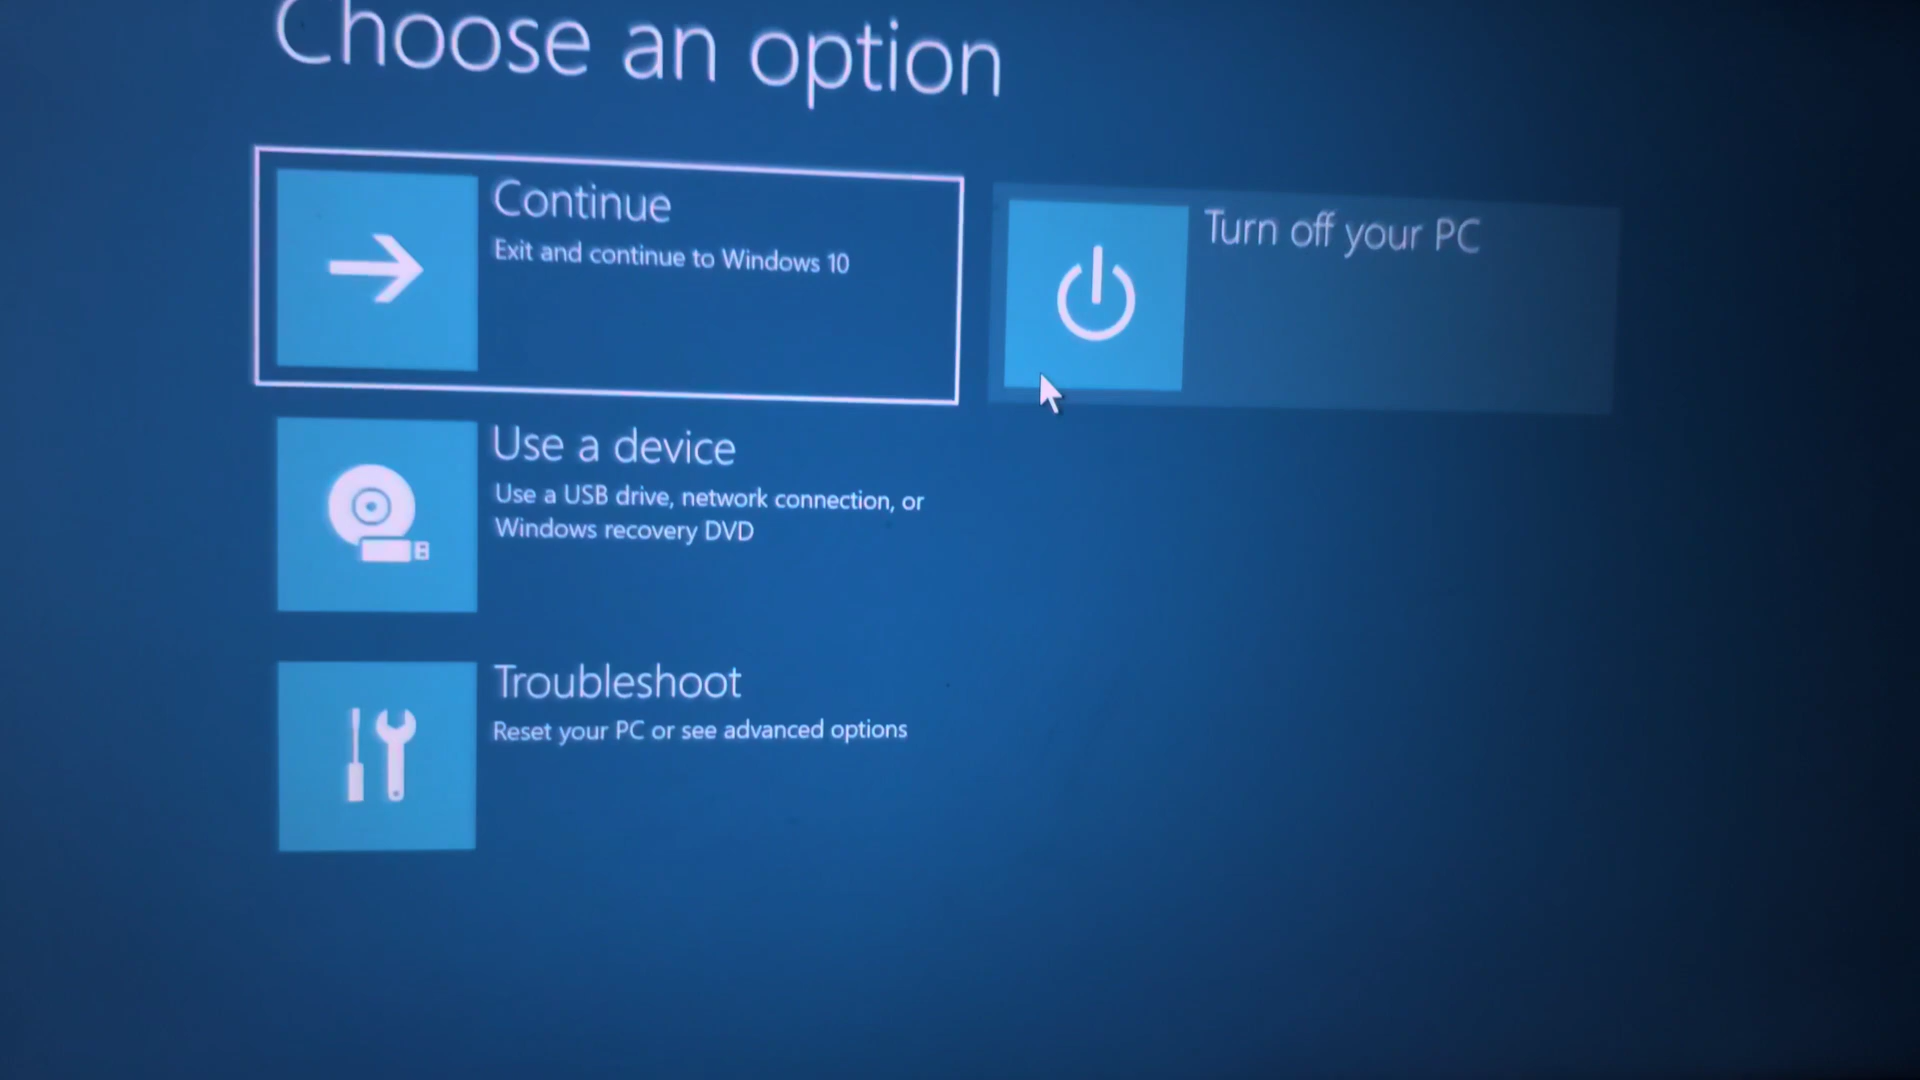 Choose an option
Continue
Exit and continue to Windows 10
Turn off your PC
Use a device
Use a USB drive, network connection, or
Windows recovery DVD
Troubleshoot
Reset your PC or see advanced options